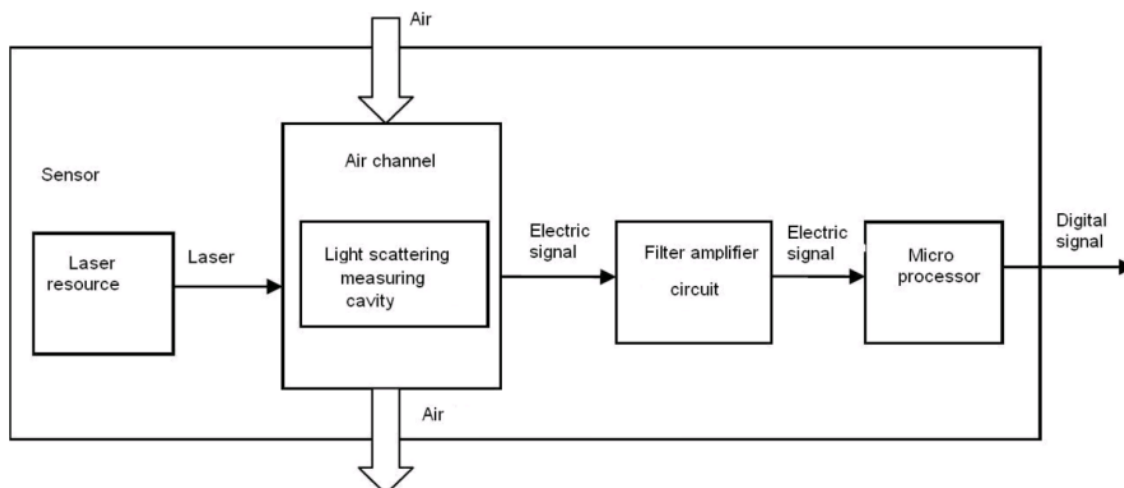 Air
Sensor
Laser
resource
Laser
Air channel
Light scattering
measuring
cavity
Electric
signal
Filter amplifier
circuit
Electric
signal
Micro
processor
Digital
signal
Air